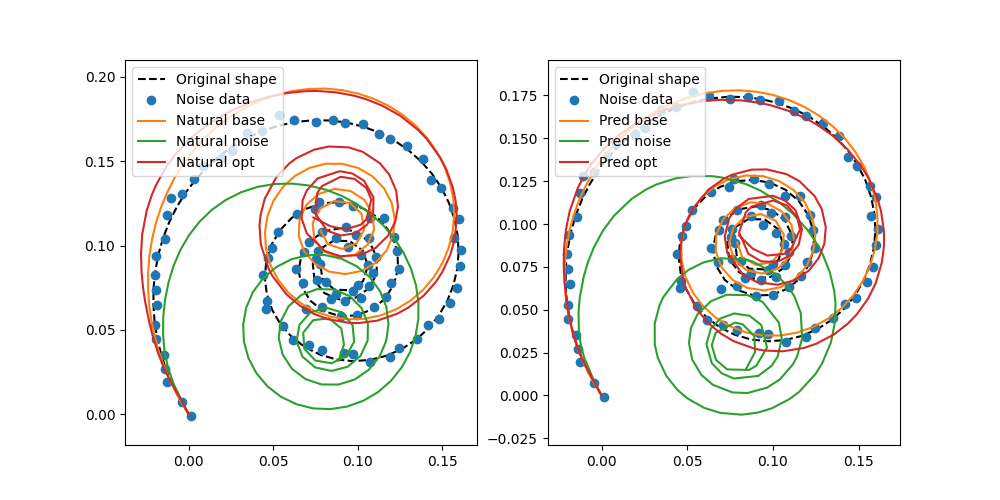 Original shape
Noise data
Natural base
Natural noise
Natural opt
0.20
0.15
0.10
0.05
0.00
0.00
0.05
0.10
0.15
Original shape
Noise data
Pred base
Pred noise
Pred opt
0.175
0.150
0.125
0.100
0.075
0.050
0.025
0.000
−0.025
0.00
0.05
0.10
0.15